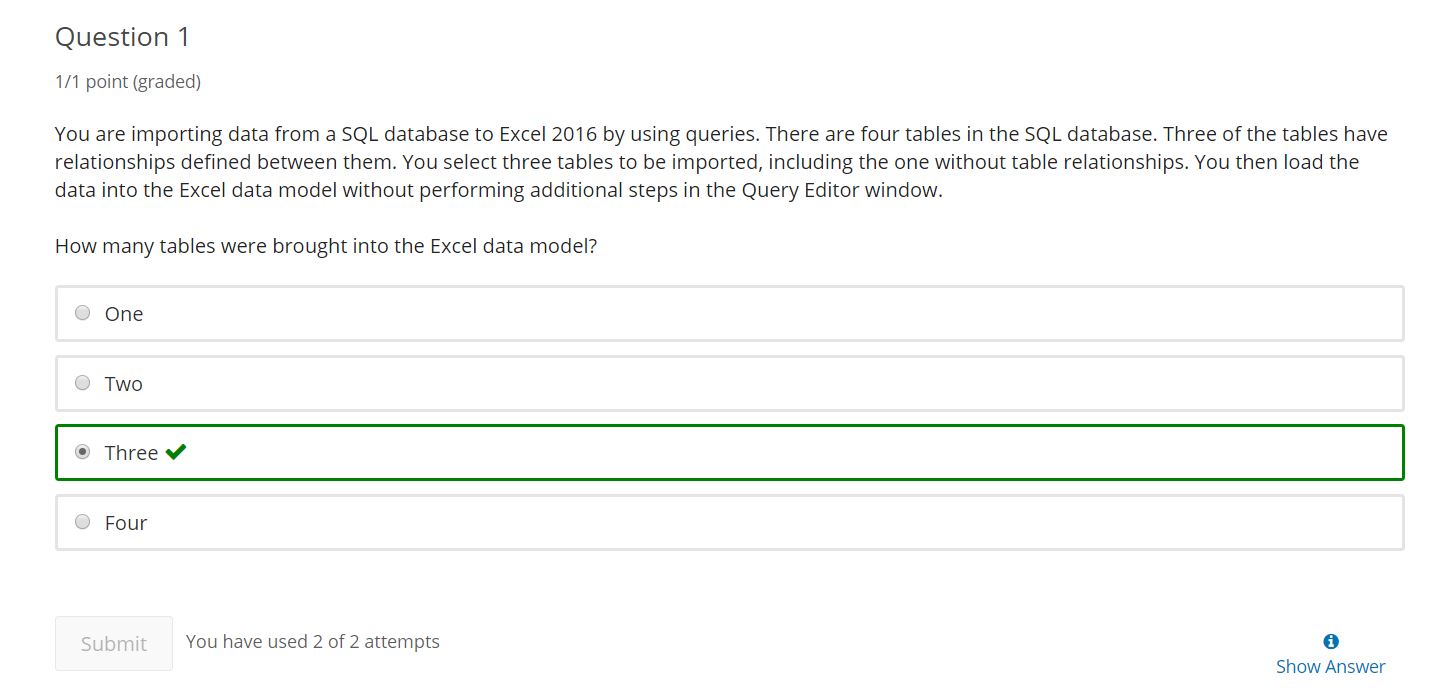 Question 1
1/1 point (graded)
You are importing data from a SQL database to Excel 2016 by using queries. There are four tables in the SQL database. Three of the tables have
relationships defined between them. You select three tables to be imported, including the one without table relationships. You then load the
data into the Excel data model without performing additional steps in the Query Editor window.
How many tables were brought into the Excel data model?
One
Two
Three
Four
Submit You have used 2 of 2 attempts
Show Answer